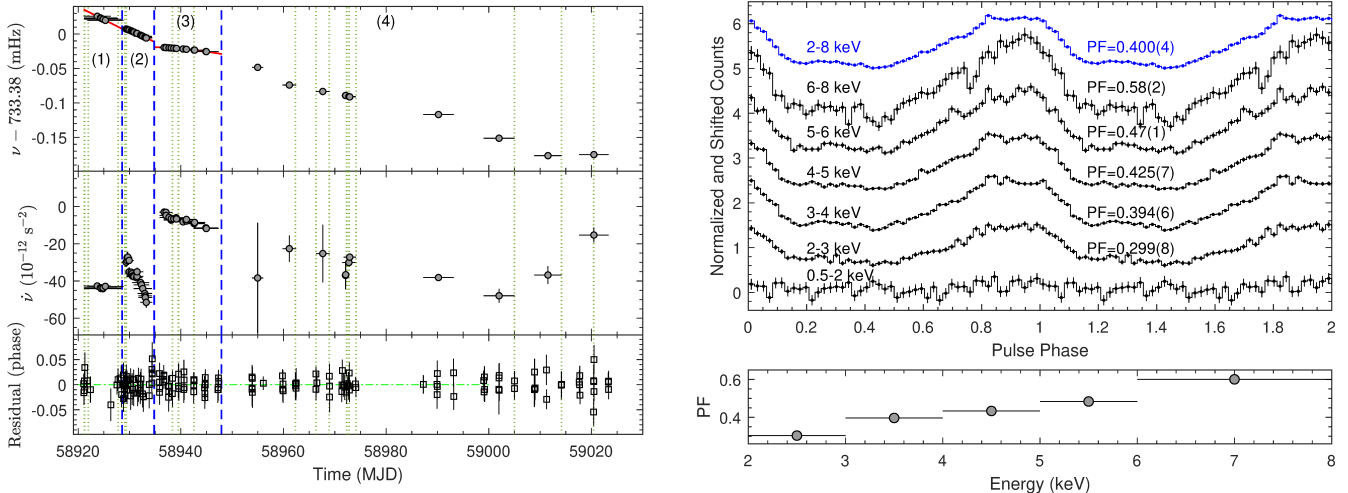 (1)
(2)
(3)
(4)
ν − 733.38 (mHz)
0
-0.05
-0.1
-0.15
ν̇ (10⁻¹² s⁻²)
0
-20
-40
-60
Residual (phase)
0.05
0
-0.05
58920
58940
58960
58980
59000
59020
Time (MJD)
Normalized and Shifted Counts
6
5
4
3
2
1
0
2-8 keV
PF=0.400(4)
6-8 keV
PF=0.58(2)
5-6 keV
PF=0.47(1)
4-5 keV
PF=0.425(7)
3-4 keV
PF=0.394(6)
2-3 keV
PF=0.299(8)
0.5-2 keV
0
0.2
0.4
0.6
0.8
1
1.2
1.4
1.6
1.8
2
Pulse Phase
PF
0.6
0.4
2
3
4
5
6
7
8
Energy (keV)